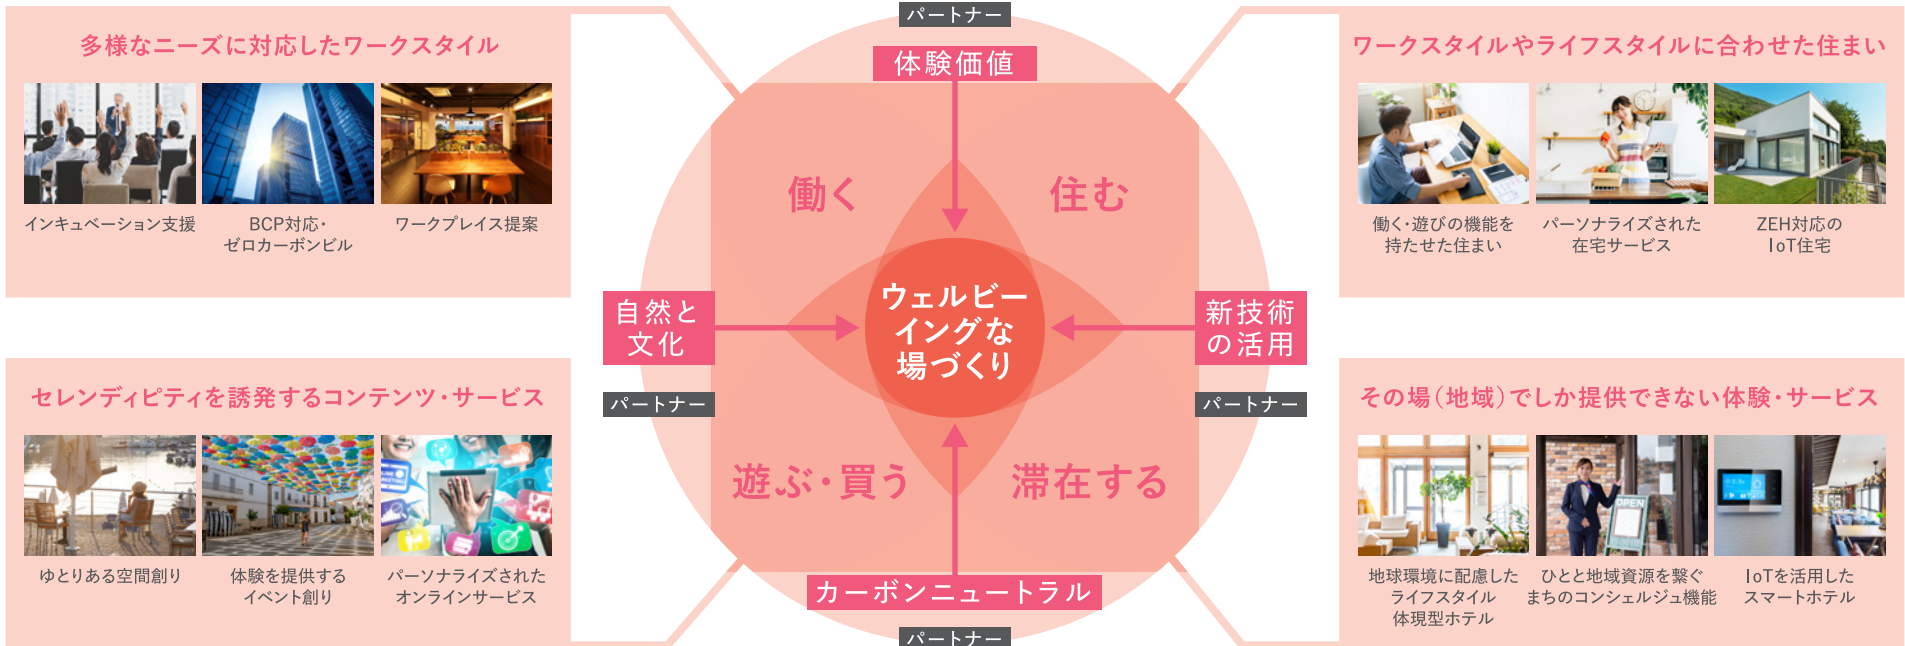 多様なニーズに対応したワークスタイル
インキュベーション支援
BCP対応・
ゼロカーボンビル
ワークプレイス提案
パートナー
体験価値
ワークスタイルやライフスタイルに合わせた住まい
働く・遊びの機能を
持たせた住まい
パーソナライズされた
在宅サービス
ZEH対応の
IoT住宅
働く
住む
自然と
文化
パートナー
ウェルビー
イングな
場づくり
新技術
の活用
パートナー
遊ぶ・買う
滞在する
カーボンニュートラル
パートナー
セレンディピティを誘発するコンテンツ・サービス
ゆとりある空間創り
体験を提供する
イベント創り
パーソナライズされた
オンラインサービス
その場（地域）でしか提供できない体験・サービス
OPEN
地球環境に配慮した
ライフスタイル
体現型ホテル
ひとと地域資源を繋ぐ
まちのコンシェルジュ機能
IoTを活用した
スマートホテル